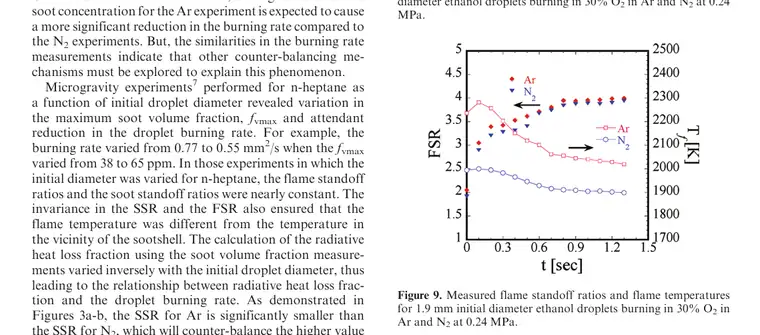 soot concentration for the Ar experiment is expected to cause
a more significant reduction in the burning rate compared to
the N2 experiments. But, the similarities in the burning rate
measurements indicate that other counter-balancing me-
chanisms must be explored to explain this phenomenon.
Microgravity experiments7 performed for n-heptane as
a function of initial droplet diameter revealed variation in
the maximum soot volume fraction, fvmax and attendant
reduction in the droplet burning rate. For example, the
burning rate varied from 0.77 to 0.55 mm2/s when the fvmax
varied from 38 to 65 ppm. In those experiments in which the
initial diameter was varied for n-heptane, the flame standoff
ratios and the soot standoff ratios were nearly constant. The
invariance in the SSR and the FSR also ensured that the
flame temperature was different from the temperature in
the vicinity of the sootshell. The calculation of the radiative
heat loss fraction using the soot volume fraction measure-
ments varied inversely with the initial droplet diameter, thus
leading to the relationship between radiative heat loss frac-
tion and the droplet burning rate. As demonstrated in
Figures 3a-b, the SSR for Ar is significantly smaller than
the SSR for N2, which will counter-balance the higher value
diameter ethanol droplets burning in 30% O2 in Ar and N2 at 0.24
MPa.
5
4.5
4
3.5
3
2.5
2
1.5
1
FSR
Ar
N2
Ar
N2
2500
2400
2300
2200
2100
2000
1900
1800
1700
[K]
0 0.3 0.6 0.9 1.2 1.5
t [sec]
Figure 9. Measured flame standoff ratios and flame temperatures
for 1.9 mm initial diameter ethanol droplets burning in 30% O2 in
Ar and N2 at 0.24 MPa.